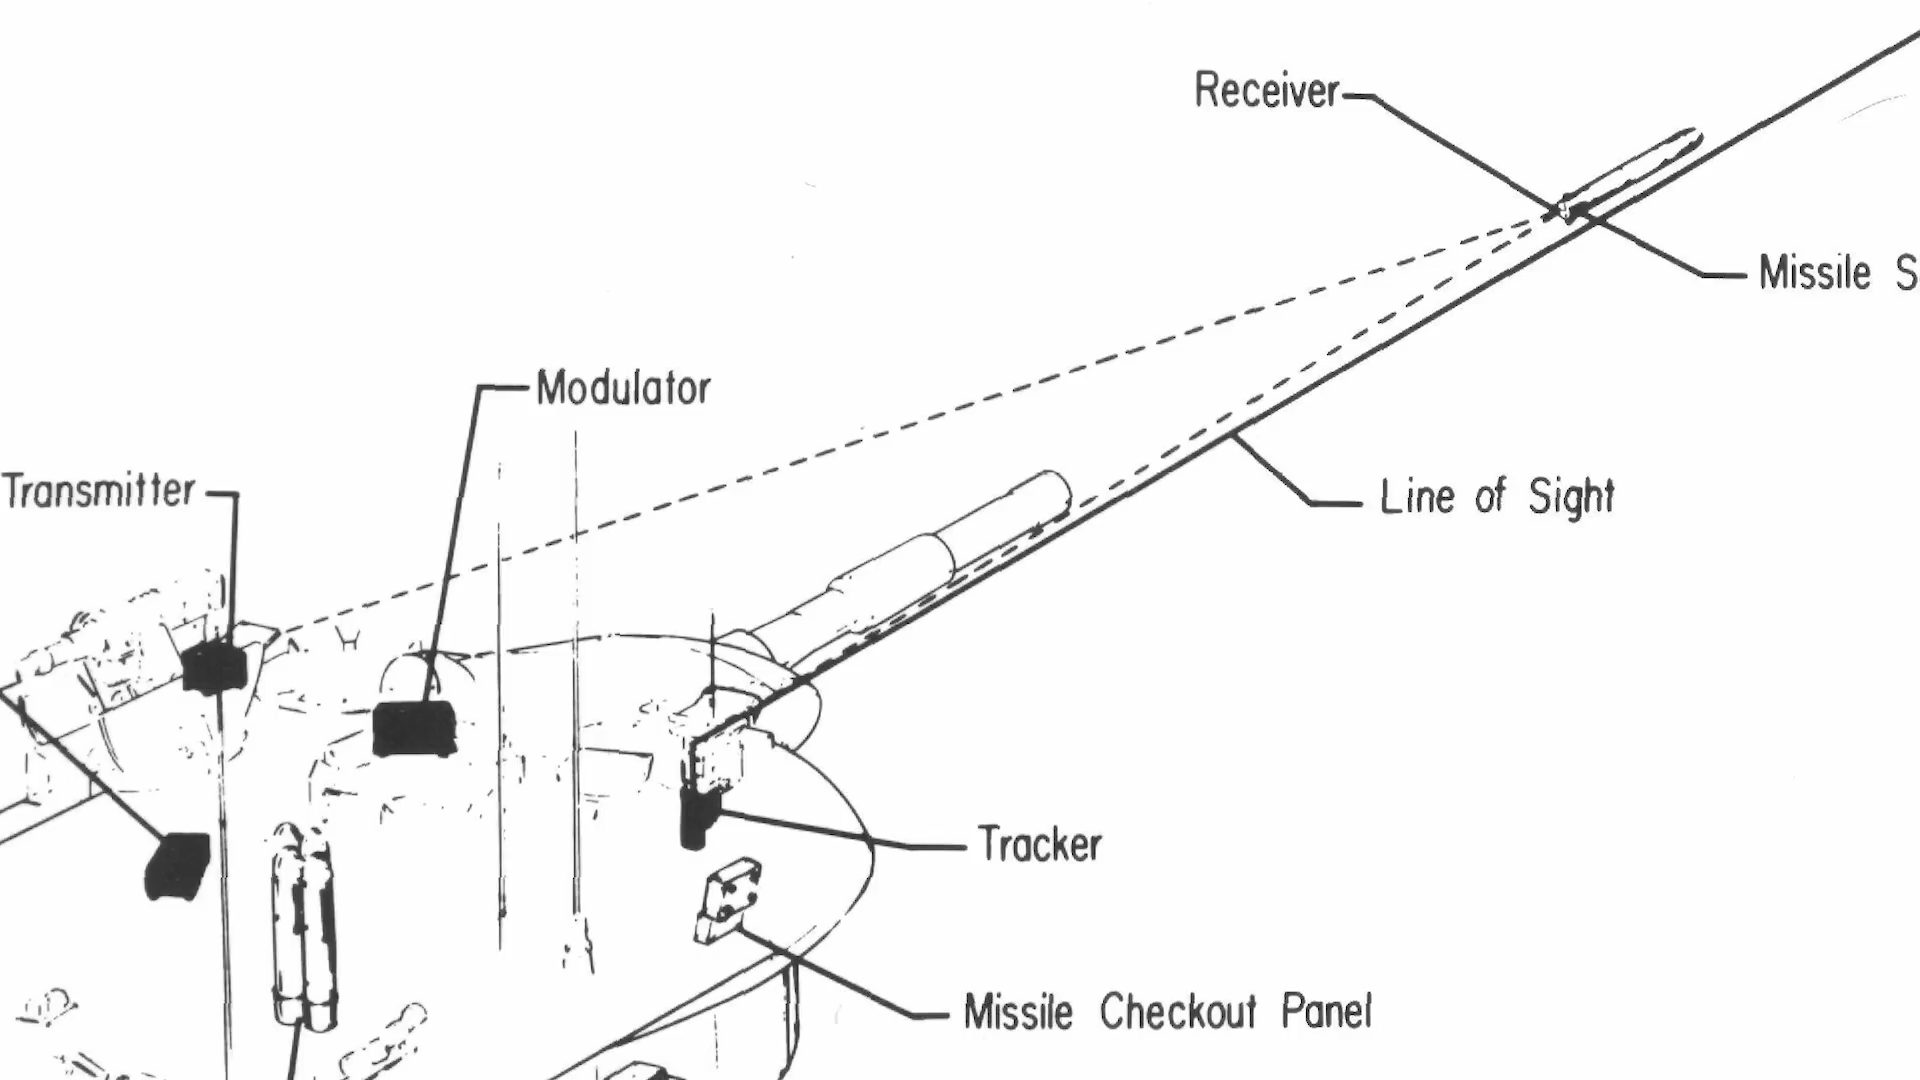 Receiver
Missile S
Modulator
Transmitter
Line of Sight
Tracker
Missile Checkout Panel